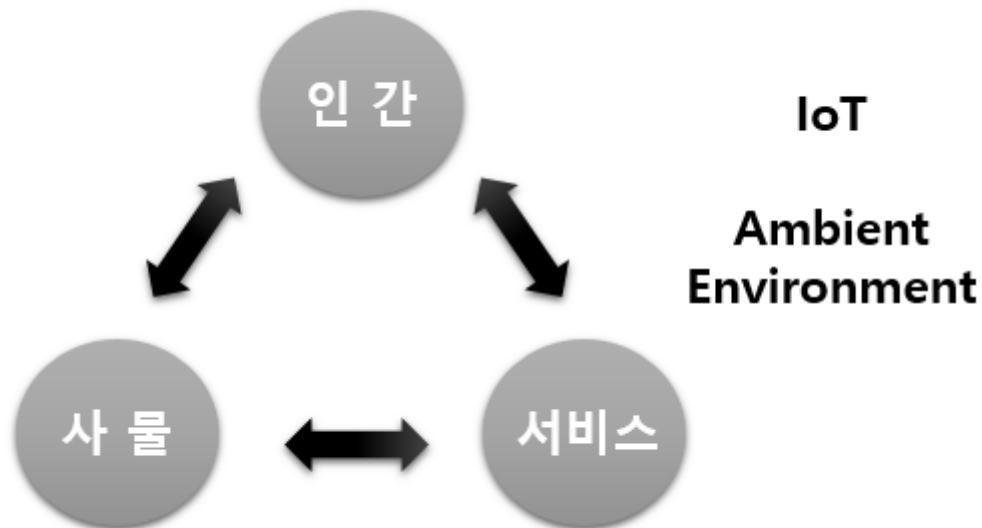 인 간
IoT
Ambient
Environment
사 물
서비스